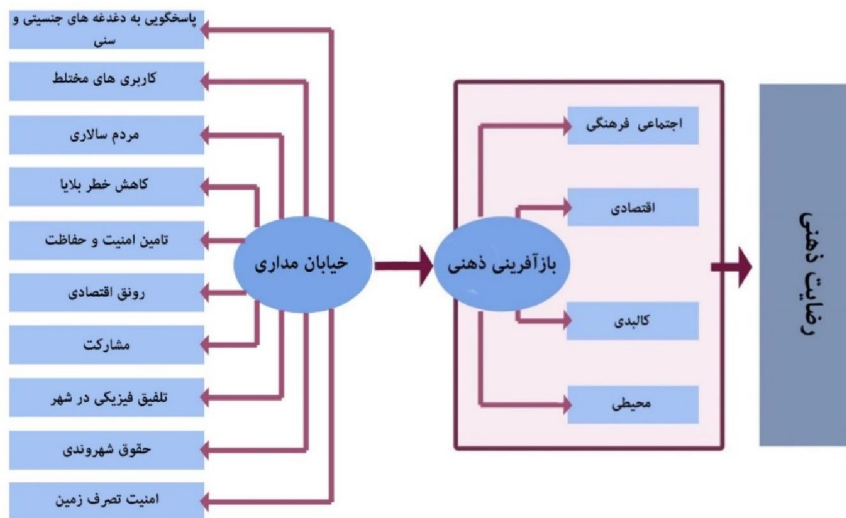 پاسخگویی به دغدغه های جنسیتی و
سنی
کاربری های مختلط
مردم سالاری
کاهش خطر بلایا
تامین امنیت و حفاظت
رونق اقتصادی
مشارکت
تلفیق فیزیکی در شهر
حقوق شهروندی
امنیت تصرف زمین
خیابان مداری
بازآفرینی ذهنی
اجتماعی فرهنگی
اقتصادی
کالبدی
محیطی
رضایت ذهنی